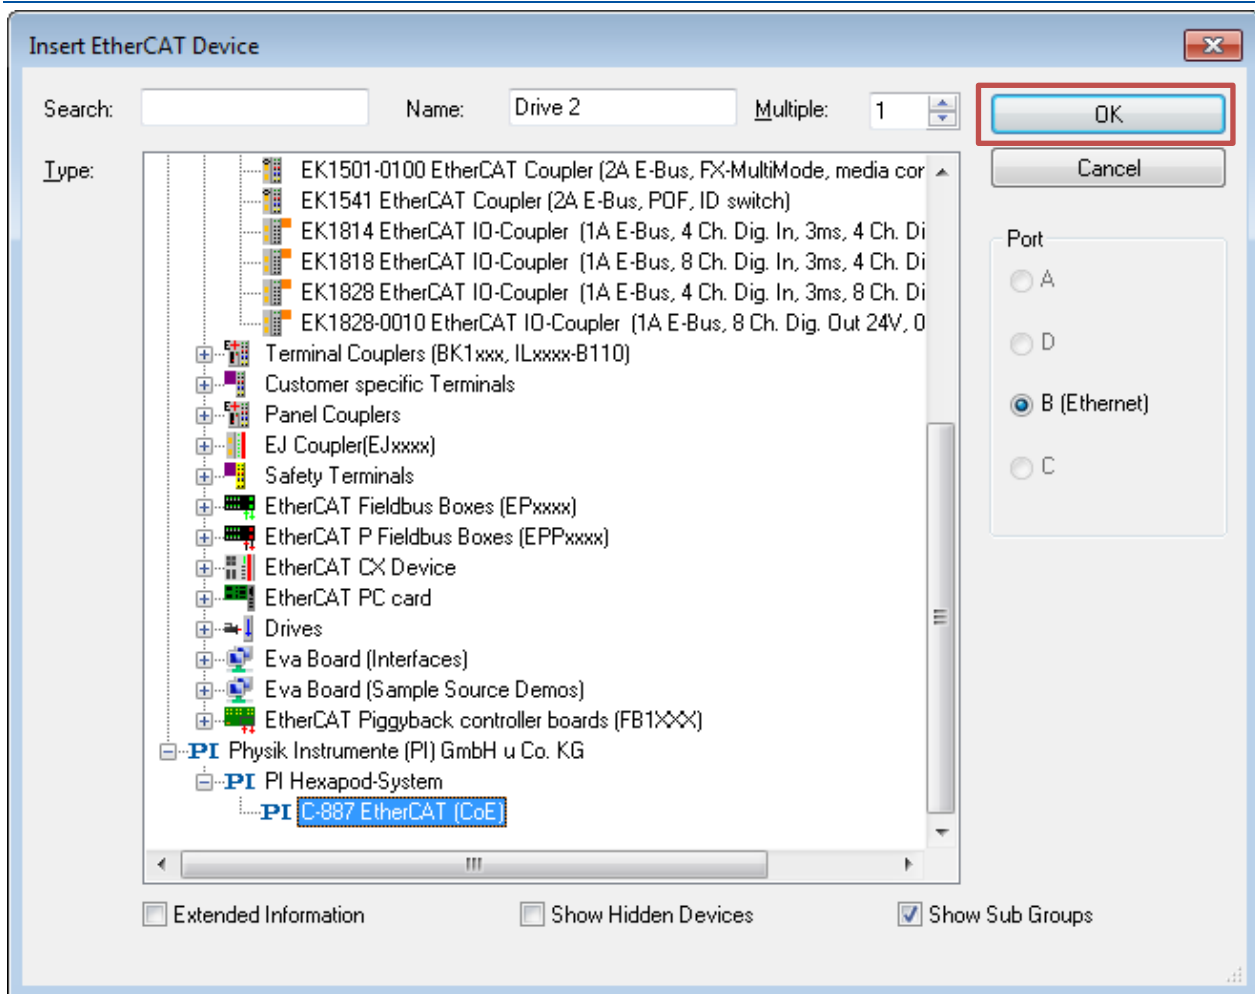 Insert EtherCAT Device
Search:
Name: Drive 2
Multiple: 1
OK
Type:
Cancel
EK1501-0100 EtherCAT Coupler (2A E-Bus, FX-MultiMode, media cor
EK1541 EtherCAT Coupler (2A E-Bus, POF, ID switch)
EK1814 EtherCAT IO-Coupler (1A E-Bus, 4 Ch. Dig. In, 3ms, 4 Ch. Di
EK1818 EtherCAT IO-Coupler (1A E-Bus, 8 Ch. Dig. In, 3ms, 4 Ch. Di
EK1828 EtherCAT IO-Coupler (1A E-Bus, 4 Ch. Dig. In, 3ms, 8 Ch. Di
EK1828-0010 EtherCAT IO-Coupler (1A E-Bus, 8 Ch. Dig. Out 24V, 0
Terminal Couplers (BK1xxx, ILxxxx-B110)
Customer specific Terminals
Panel Couplers
EJ Coupler(EJxxxx)
Safety Terminals
EtherCAT Fieldbus Boxes (EPxxxx)
EtherCAT P Fieldbus Boxes (EPPxxxx)
EtherCAT CX Device
EtherCAT PC card
Drives
Eva Board (Interfaces)
Eva Board (Sample Source Demos)
EtherCAT Piggyback controller boards (FB1XXX)
PI Physik Instrumente (PI) GmbH u Co. KG
PI PI Hexapod-System
PI C-887 EtherCAT (CoE)
Port
A
D
B (Ethernet)
C
Extended Information
Show Hidden Devices
Show Sub Groups